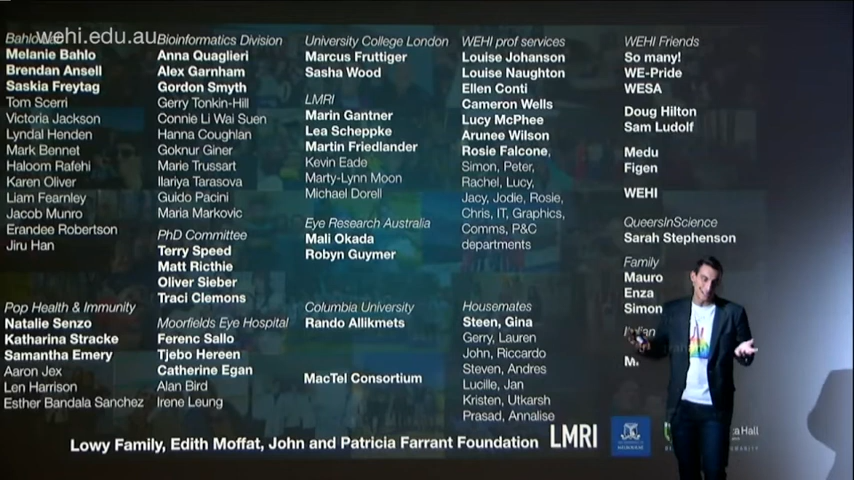 wehi.edu.au
Melanie Bahlo
Brendan Ansell
Saskia Freytag
Tom Scerri
Victoria Jackson
Lyndal Henden
Mark Bennet
Haloom Rafehi
Karen Oliver
Liam Fearnley
Jacob Munro
Erandee Robertson
Jiru Han
Pop Health & Immunity
Natalie Senzo
Katharina Stracke
Samantha Emery
Aaron Jex
Len Harrison
Esther Bandala Sanchez
Bioinformatics Division
Anna Quaglieri
Alex Garnham
Gordon Smyth
Gerry Tonkin-Hill
Connie Li Wai Suen
Hanna Coughlan
Goknur Giner
Marie Trussart
Ilariya Tarasova
Guido Pacini
Maria Markovic
PhD Committee
Terry Speed
Matt Ricthie
Oliver Sieber
Traci Clemons
Moorfields Eye Hospital
Ferenc Sallo
Tjebo Hereen
Catherine Egan
Alan Bird
Irene Leung
University College London
Marcus Fruttiger
Sasha Wood
LMRI
Marin Gantner
Lea Scheppke
Martin Friedlander
Kevin Eade
Marty-Lynn Moon
Michael Dorell
Eye Research Australia
Mali Okada
Robyn Guymer
Columbia University
Rando Allikmets
MacTel Consortium
WEHI prof services
Louise Johanson
Louise Naughton
Ellen Conti
Cameron Wells
Lucy McPhee
Arunee Wilson
Rosie Falcone,
Simon, Peter,
Rachel, Lucy,
Jacy, Jodie, Rosie,
Chris, IT, Graphics,
Comms, P&C
departments
Housemates
Steen, Gina
Gerry, Lauren
John, Riccardo
Steven, Andres
Lucille, Jan
Kristen, Utkarsh
Prasad, Annalise
WEHI Friends
So many!
WE-Pride
WESA
Doug Hilton
Sam Ludolf
Medu
Figen
WEHI
QueersInScience
Sarah Stephenson
Family
Mauro
Enza
Simon
Lowy Family, Edith Moffat, John and Patricia Farrant Foundation
LMRI
Hall